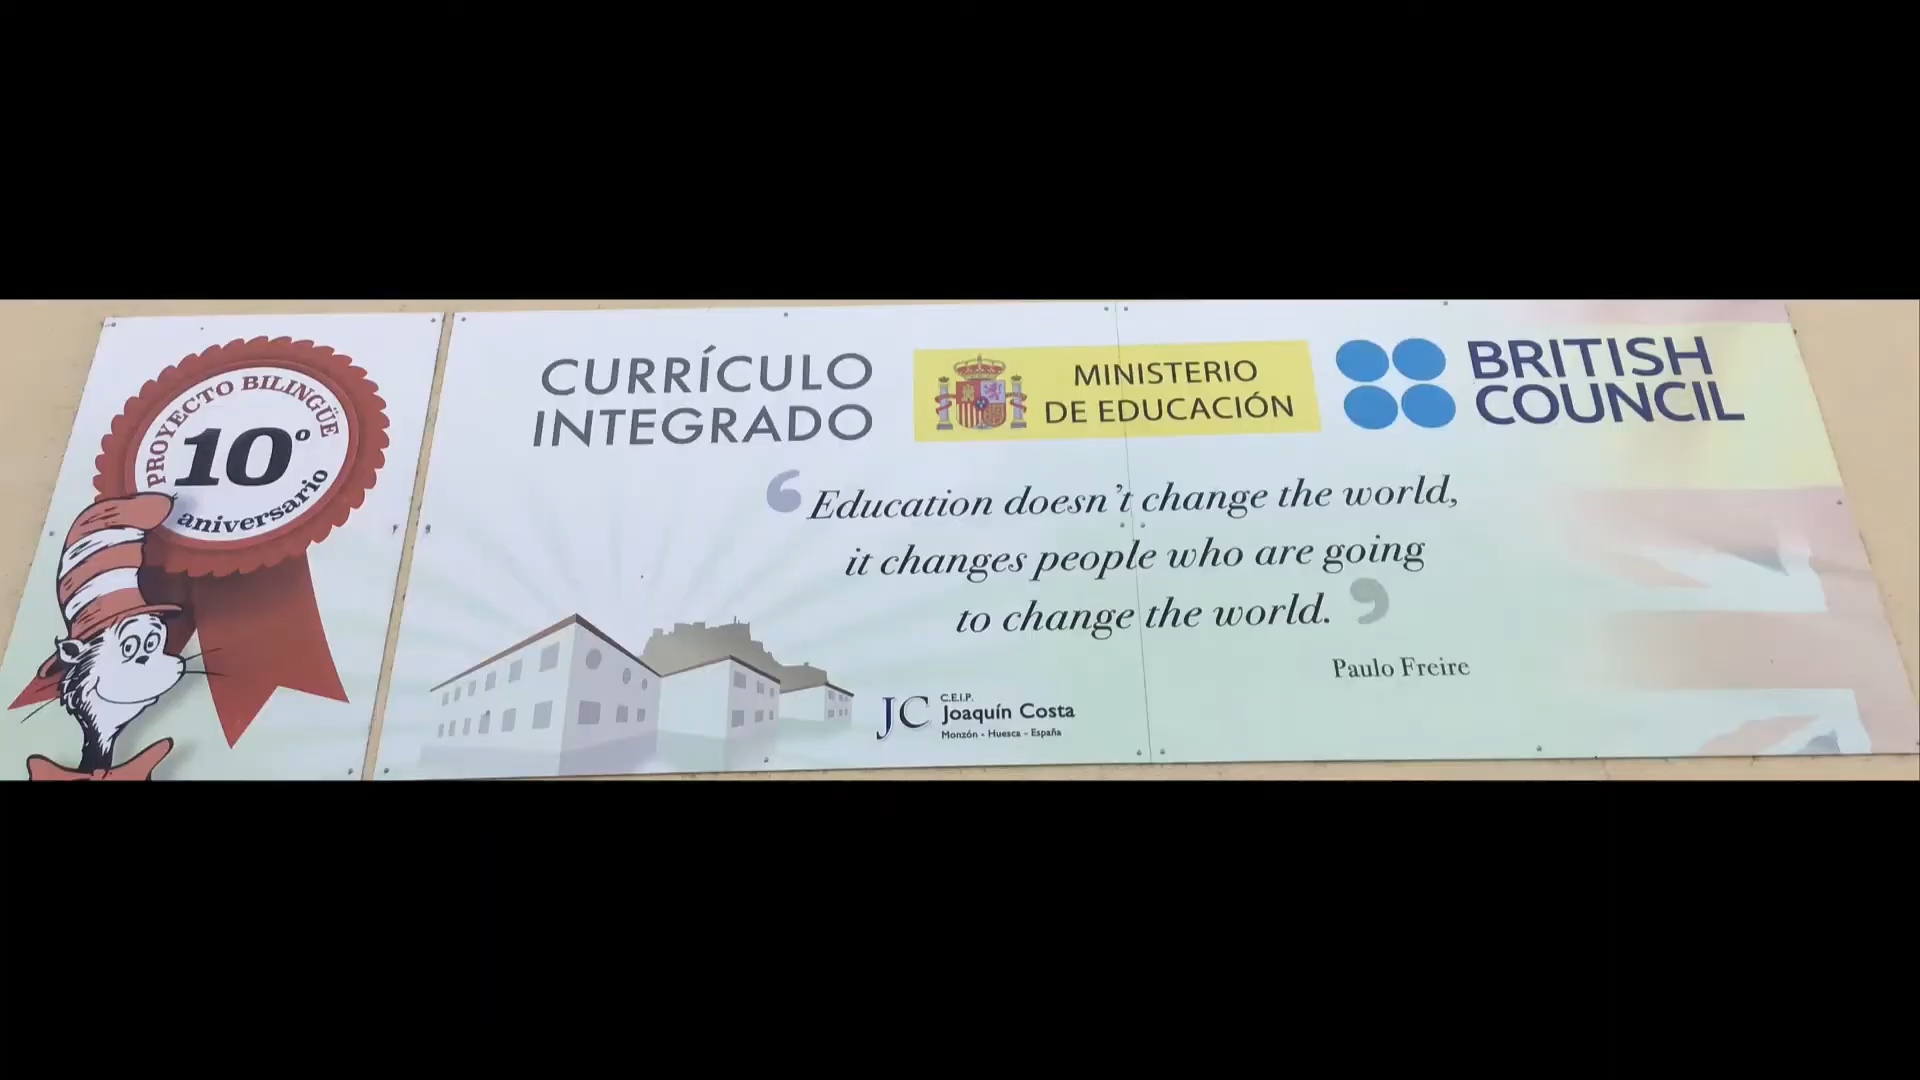 PROYECTO BILINGÜE
10º
aniversario
CURRÍCULO
INTEGRADO
MINISTERIO
DE EDUCACIÓN
BRITISH
COUNCIL
‘Education doesn’t change the world,
it changes people who are going
to change the world.’
Paulo Freire
JC
C.E.I.P.
Joaquín Costa
Monzón - Huesca - España